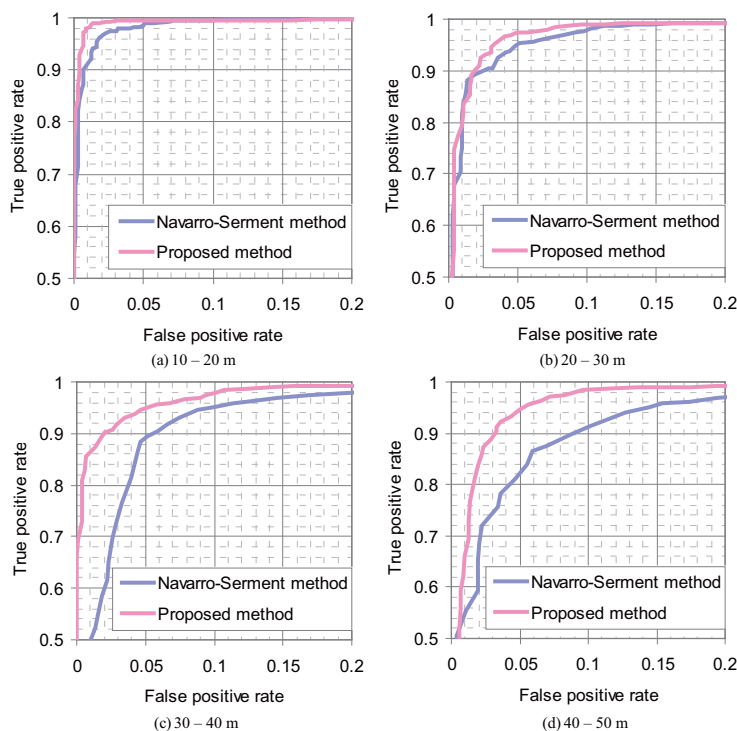 True positive rate
1
0.9
0.8
0.7
0.6
0.5
0
0.05
0.1
0.15
0.2
Navarro-Serment method
Proposed method
False positive rate
(a) 10 – 20 m
True positive rate
1
0.9
0.8
0.7
0.6
0.5
0
0.05
0.1
0.15
0.2
Navarro-Serment method
Proposed method
False positive rate
(b) 20 – 30 m
True positive rate
1
0.9
0.8
0.7
0.6
0.5
0
0.05
0.1
0.15
0.2
Navarro-Serment method
Proposed method
False positive rate
(c) 30 – 40 m
True positive rate
1
0.9
0.8
0.7
0.6
0.5
0
0.05
0.1
0.15
0.2
Navarro-Serment method
Proposed method
False positive rate
(d) 40 – 50 m